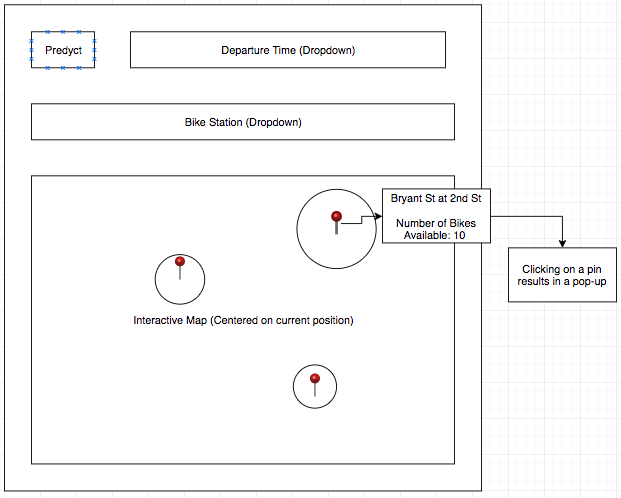 Predyct
Departure Time (Dropdown)
Bike Station (Dropdown)
Bryant St at 2nd St
Number of Bikes
Available: 10
Clicking on a pin
results in a pop-up
Interactive Map (Centered on current position)